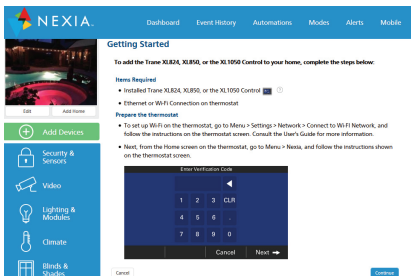 NEXIA.
Dashboard Event History Automations Modes Alerts Mobile
Getting Started
To add the Trane XL824, XL850, or the XL1050 Control to your home, complete the steps below:
Items Required
• Installed Trane XL824, XL850, or the XL1050 Control
• Ethernet or Wi-Fi Connection on thermostat
Edit Add Home
Prepare the thermostat
• To set up Wi-Fi on the thermostat, go to Menu > Settings > Network > Connect to Wi-Fi Network, and
follow the instructions on the thermostat screen. Consult the User's Guide for more information.
• Next, from the Home screen on the thermostat, go to Menu > Nexia, and follow the instructions shown
on the thermostat screen.
Add Devices
Security &
Sensors
Video
Lighting &
Modules
Climate
Blinds &
Shades
Enter Verification Code
1 2 3 CLR
4 5 6 .
7 8 9 0
Cancel Next
Cancel Continue